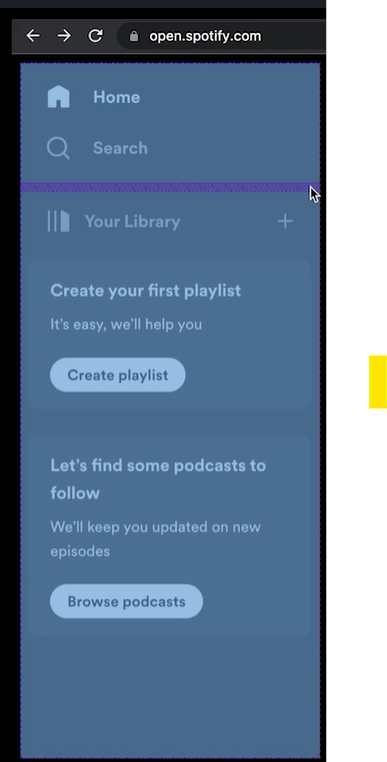 open.spotify.com
Home
Search
Your Library
Create your first playlist
It's easy, we'll help you
Create playlist
Let's find some podcasts to
follow
We'll keep you updated on new
episodes
Browse podcasts